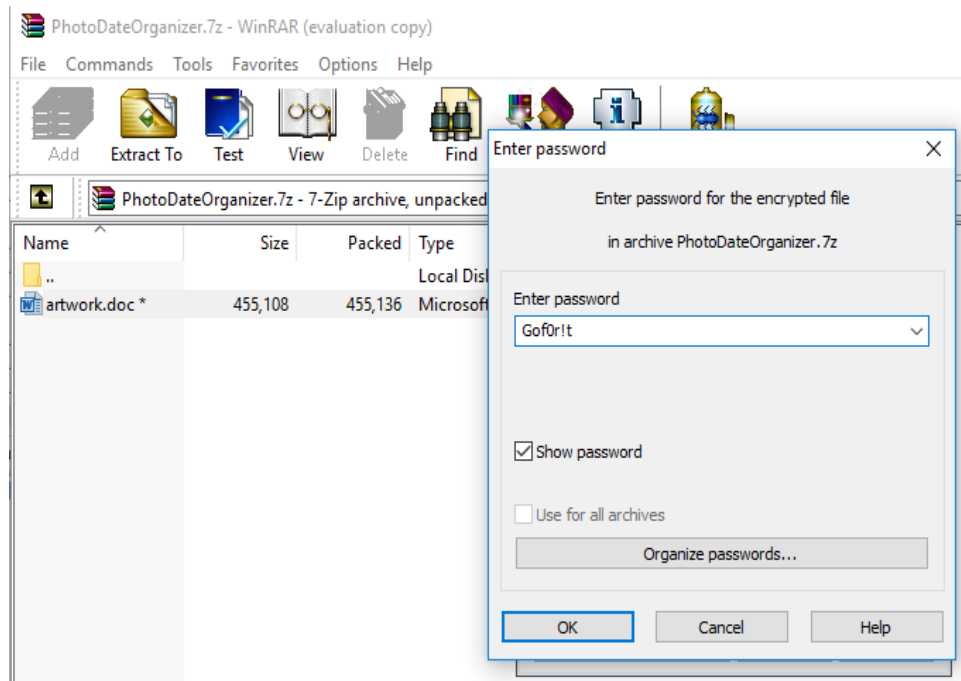 PhotoDateOrganizer.7z - WinRAR (evaluation copy)
File Commands Tools Favorites Options Help
Add Extract To Test View Delete Find
PhotoDateOrganizer.7z - 7-Zip archive, unpacked
Name Size Packed Type
.. Local Dis
artwork.doc * 455,108 455,136 Microsoft
Enter password
Enter password for the encrypted file
in archive PhotoDateOrganizer.7z
Enter password
Gof0r!t
Show password
Use for all archives
Organize passwords...
OK Cancel Help